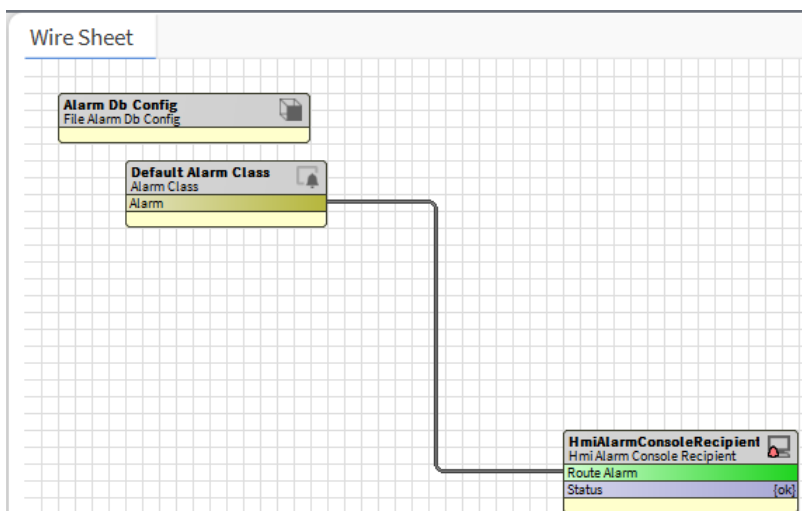 Wire Sheet
Alarm Db Config
File Alarm Db Config
Default Alarm Class
Alarm Class
Alarm
HmiAlarmConsoleRecipient
Hmi Alarm Console Recipient
Route Alarm
Status {ok}